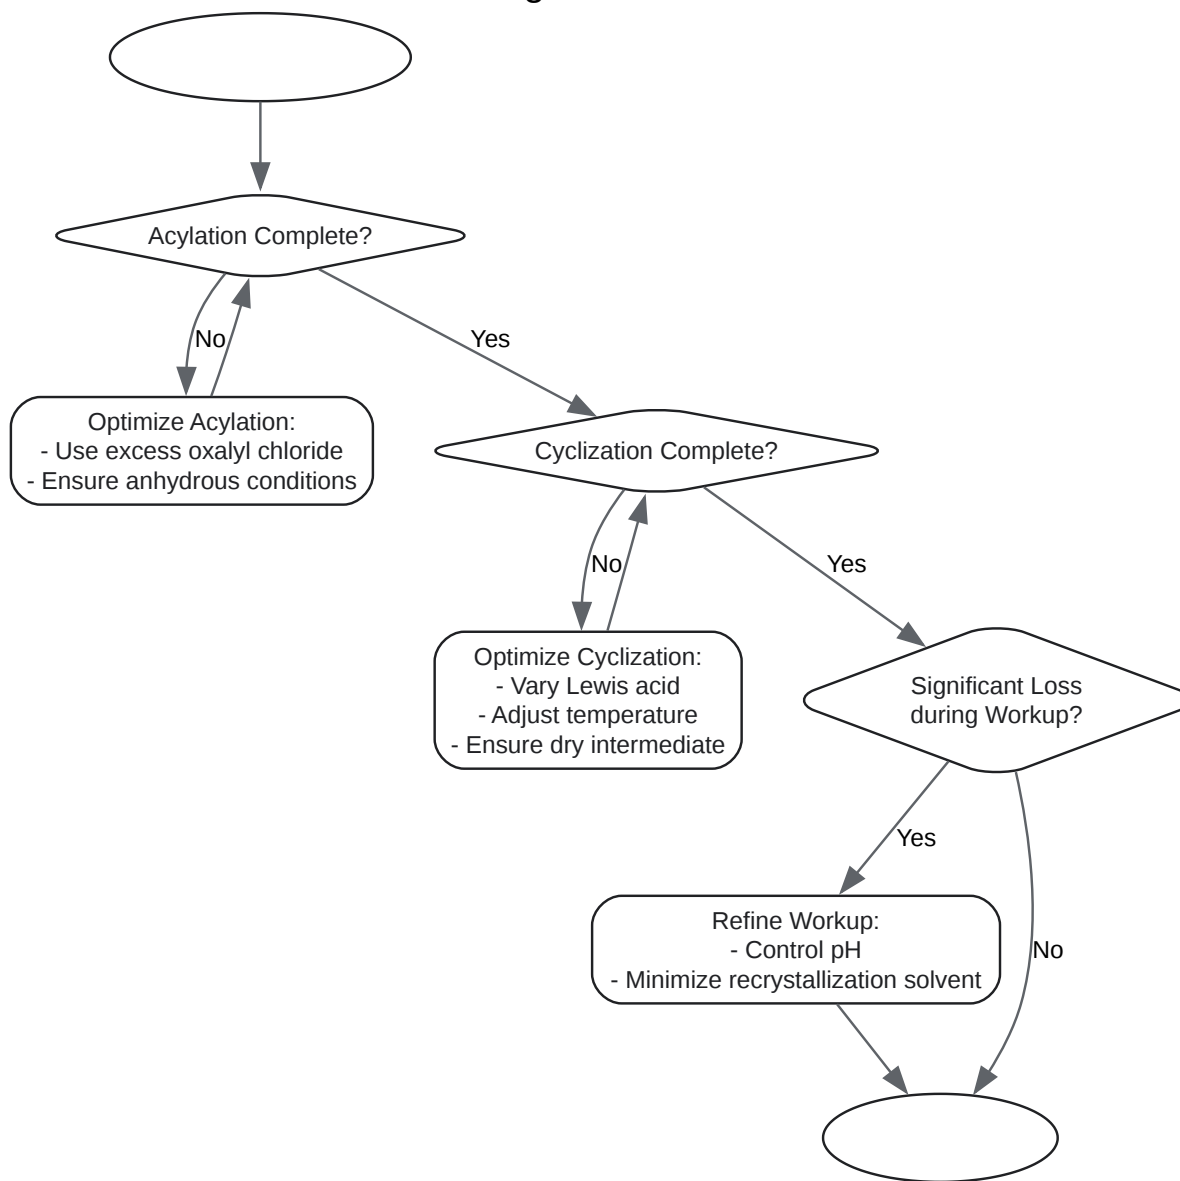 Acylation Complete?
No
Yes
Optimize Acylation:
- Use excess oxalyl chloride
- Ensure anhydrous conditions
Cyclization Complete?
No
Yes
Optimize Cyclization:
- Vary Lewis acid
- Adjust temperature
- Ensure dry intermediate
Significant Loss
during Workup?
Yes
No
Refine Workup:
- Control pH
- Minimize recrystallization solvent